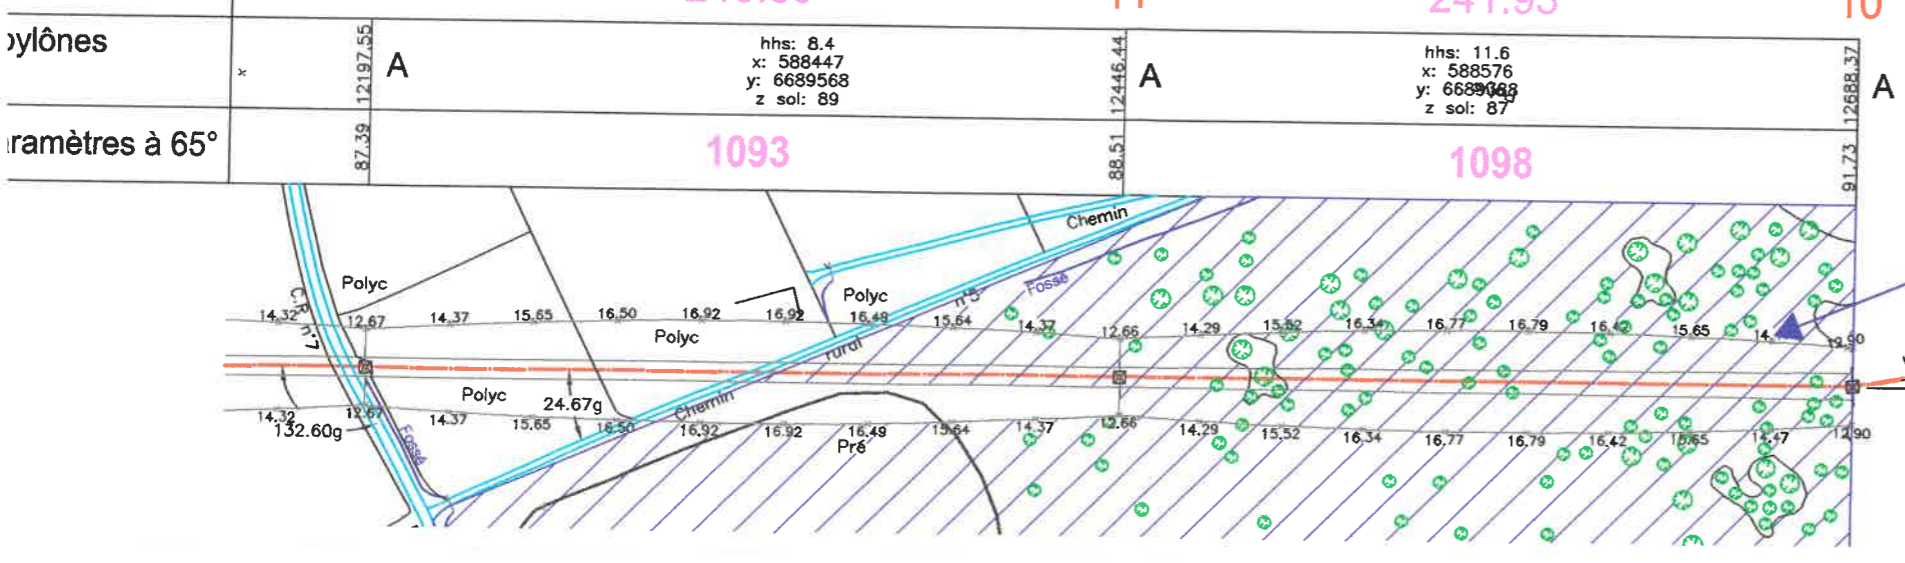 241.93
11
10
pylônes
12197.55
A
hhs: 8.4
x: 588447
y: 6689568
z sol: 89
12446.44
A
hhs: 11.6
x: 588576
z sol: 87
12688.37
A
ramètres à 65°
87.39
1093
88.51
1098
91.73
Chemin
Polyc
Polyc
n°5
Fossé
C.R. n°7
14.32 12.67 14.37 15.65 16.50 16.92 16.92 16.49 15.64 14.37 12.66 14.29 15.52 16.34 16.77 16.79 16.42 15.65 14. 12.90
Polyc
rural
Polyc
24.67g
Chemin
14.32 12.67 14.37 15.65 16.50 16.92 16.92 16.49 15.64 14.37 12.66 14.29 15.52 16.34 16.77 16.79 16.42 15.65 14.47 12.90
132.60g
Fossé
Pré